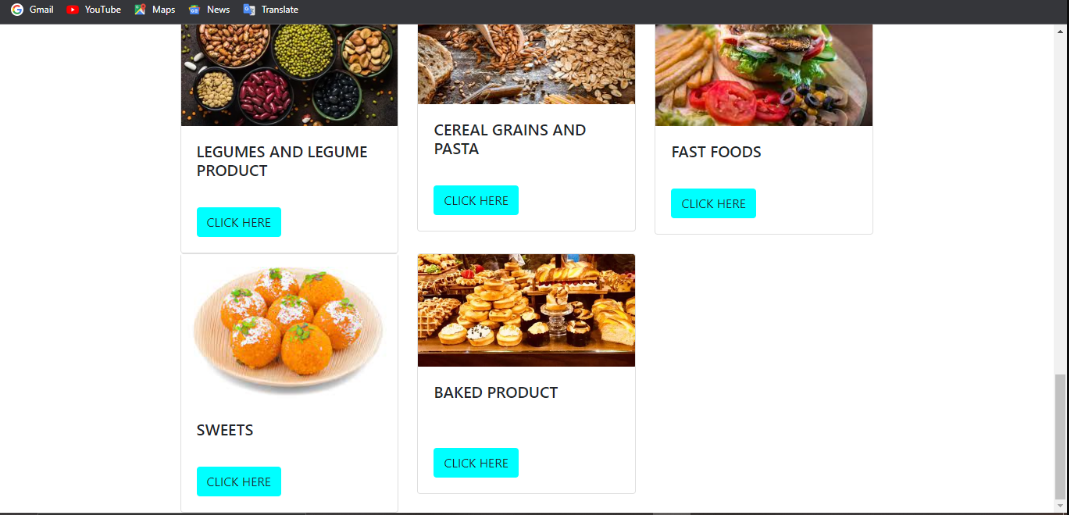 Gmail
YouTube
Maps
News
Translate
LEGUMES AND LEGUME
PRODUCT
CLICK HERE
CEREAL GRAINS AND
PASTA
CLICK HERE
FAST FOODS
CLICK HERE
SWEETS
CLICK HERE
BAKED PRODUCT
CLICK HERE